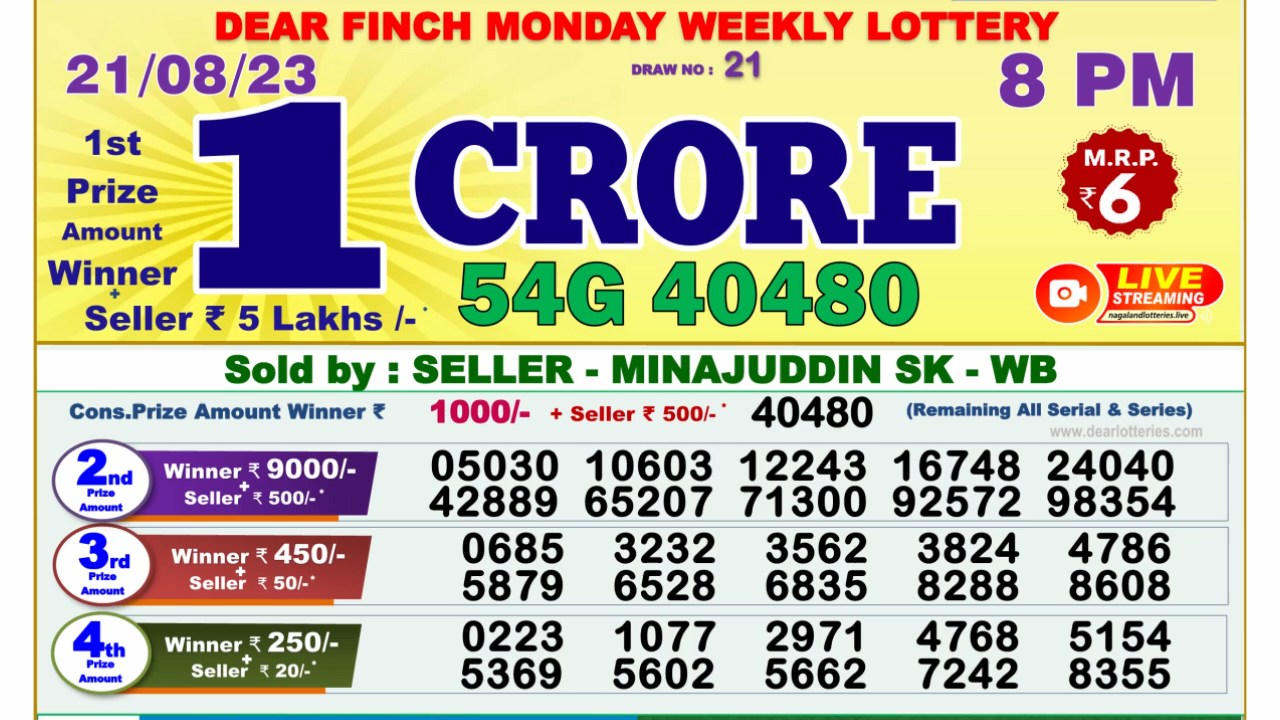 DEAR FINCH MONDAY WEEKLY LOTTERY
21/08/23
DRAW NO : 21
8 PM
1st
Prize
Amount
Winner
+
Seller ₹ 5 Lakhs /-*
1 CRORE
54G 40480
M.R.P.
₹6
LIVE
STREAMING
nagalandlotteries.live
Sold by : SELLER - MINAJUDDIN SK - WB
Cons.Prize Amount Winner ₹ 1000/- + Seller ₹ 500/-* 40480 (Remaining All Serial & Series)
www.dearlotteries.com
2nd
Prize
Amount
Winner ₹ 9000/-
+
Seller ₹ 500/-*
05030 10603 12243 16748 24040
42889 65207 71300 92572 98354
3rd
Prize
Amount
Winner ₹ 450/-
+
Seller ₹ 50/-*
0685 3232 3562 3824 4786
5879 6528 6835 8288 8608
4th
Prize
Amount
Winner ₹ 250/-
+
Seller ₹ 20/-*
0223 1077 2971 4768 5154
5369 5602 5662 7242 8355